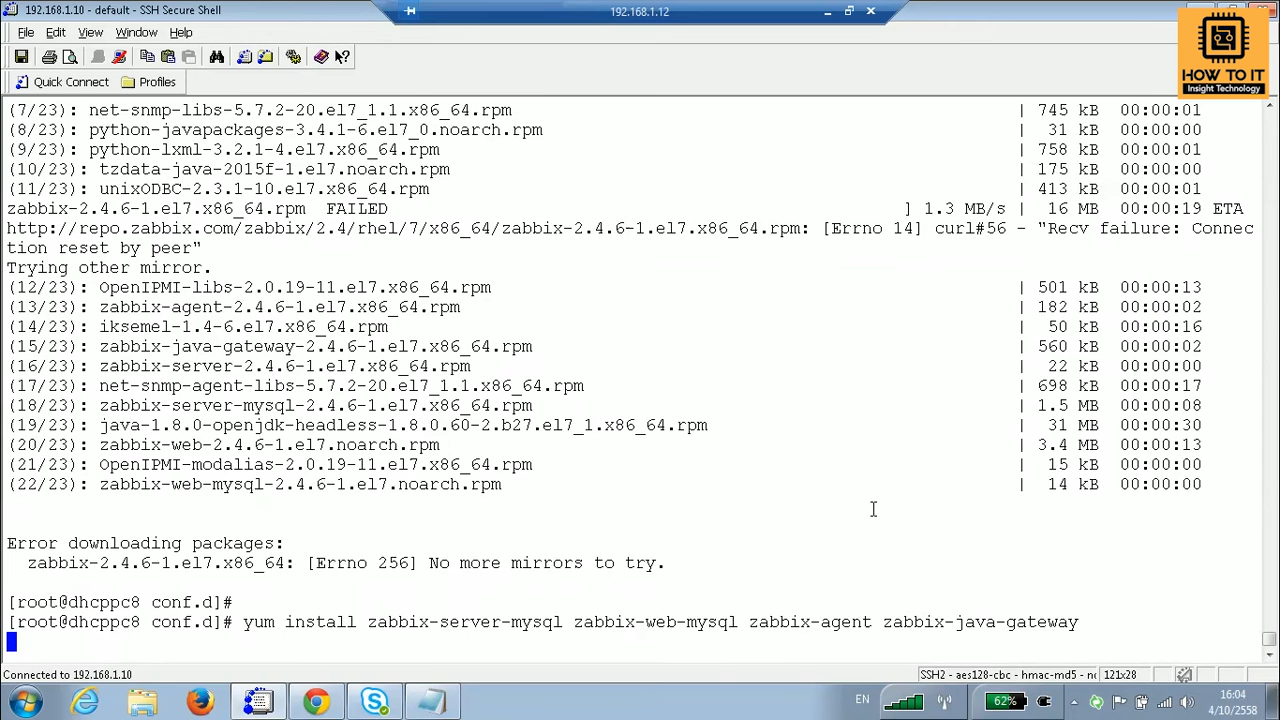 192.168.1.10 - default - SSH Secure Shell
192.168.1.12
File Edit View Window Help
Quick Connect Profiles
HOW TO IT
Insight Technology
(7/23): net-snmp-libs-5.7.2-20.el7_1.1.x86_64.rpm | 745 kB 00:00:01
(8/23): python-javapackages-3.4.1-6.el7_0.noarch.rpm | 31 kB 00:00:00
(9/23): python-lxml-3.2.1-4.el7.x86_64.rpm | 758 kB 00:00:01
(10/23): tzdata-java-2015f-1.el7.noarch.rpm | 175 kB 00:00:00
(11/23): unixODBC-2.3.1-10.el7.x86_64.rpm | 413 kB 00:00:01
zabbix-2.4.6-1.el7.x86_64.rpm FAILED ] 1.3 MB/s | 16 MB 00:00:19 ETA
http://repo.zabbix.com/zabbix/2.4/rhel/7/x86_64/zabbix-2.4.6-1.el7.x86_64.rpm: [Errno 14] curl#56 - "Recv failure: Connec
tion reset by peer"
Trying other mirror.
(12/23): OpenIPMI-libs-2.0.19-11.el7.x86_64.rpm | 501 kB 00:00:13
(13/23): zabbix-agent-2.4.6-1.el7.x86_64.rpm | 182 kB 00:00:02
(14/23): iksemel-1.4-6.el7.x86_64.rpm | 50 kB 00:00:16
(15/23): zabbix-java-gateway-2.4.6-1.el7.x86_64.rpm | 560 kB 00:00:02
(16/23): zabbix-server-2.4.6-1.el7.x86_64.rpm | 22 kB 00:00:00
(17/23): net-snmp-agent-libs-5.7.2-20.el7_1.1.x86_64.rpm | 698 kB 00:00:17
(18/23): zabbix-server-mysql-2.4.6-1.el7.x86_64.rpm | 1.5 MB 00:00:08
(19/23): java-1.8.0-openjdk-headless-1.8.0.60-2.b27.el7_1.x86_64.rpm | 31 MB 00:00:30
(20/23): zabbix-web-2.4.6-1.el7.noarch.rpm | 3.4 MB 00:00:13
(21/23): OpenIPMI-modalias-2.0.19-11.el7.x86_64.rpm | 15 kB 00:00:00
(22/23): zabbix-web-mysql-2.4.6-1.el7.noarch.rpm | 14 kB 00:00:00
Error downloading packages:
zabbix-2.4.6-1.el7.x86_64: [Errno 256] No more mirrors to try.
[root@dhcppc8 conf.d]#
[root@dhcppc8 conf.d]# yum install zabbix-server-mysql zabbix-web-mysql zabbix-agent zabbix-java-gateway
Connected to 192.168.1.10 SSH2 - aes128-cbc - hmac-md5 - nc 121x28
EN 62% 16:04
4/10/2558